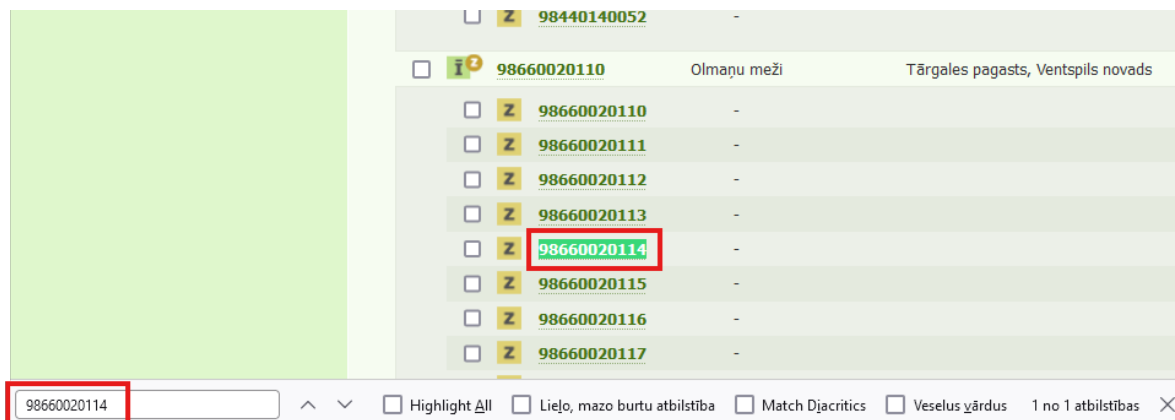 Z 98440140052 -
Ī Z 98660020110 Olmaņu meži Tārgales pagasts, Ventspils novads
Z 98660020110 -
Z 98660020111 -
Z 98660020112 -
Z 98660020113 -
Z 98660020114 -
Z 98660020115 -
Z 98660020116 -
Z 98660020117 -
98660020114 Highlight All Lieļo, mazo burtu atbilstība Match Diacritics Veselus vārdus 1 no 1 atbilstības